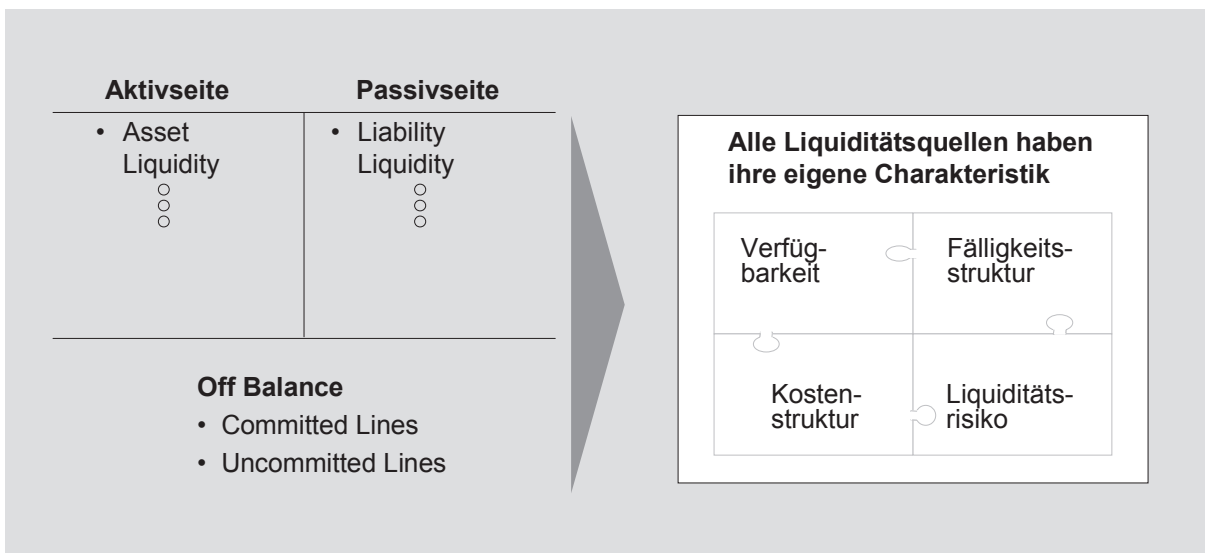 Aktivseite
Passivseite
• Asset
Liquidity
• Liability
Liquidity
Off Balance
• Committed Lines
• Uncommitted Lines
Alle Liquiditätsquellen haben
ihre eigene Charakteristik
Verfüg-
barkeit
Fälligkeits-
struktur
Kosten-
struktur
Liquiditäts-
risiko